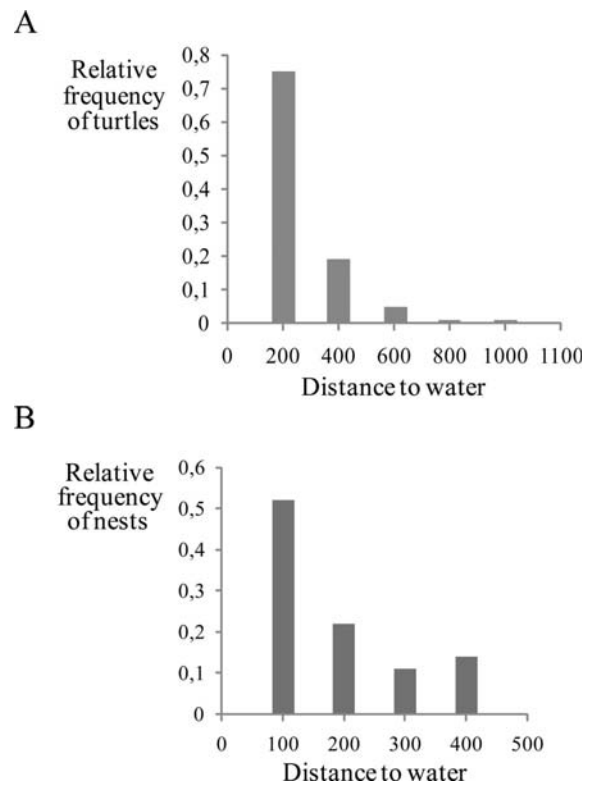 A
Relative
frequency
of turtles
0,8
0,7
0,6
0,5
0,4
0,3
0,2
0,1
0
0 200 400 600 800 1000 1100
Distance to water
B
Relative
frequency
of nests
0,6
0,5
0,4
0,3
0,2
0,1
0
0 100 200 300 400 500
Distance to water